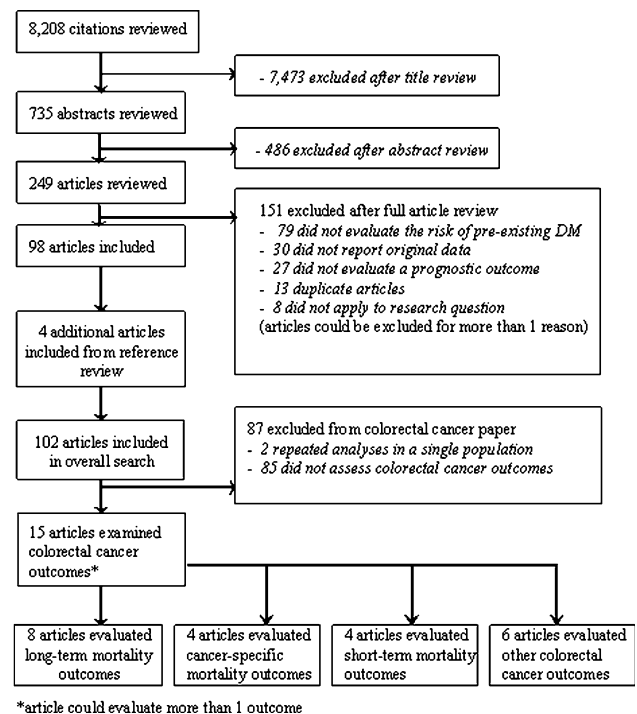 8,208 citations reviewed
- 7,473 excluded after title review
735 abstracts reviewed
- 486 excluded after abstract review
249 articles reviewed
151 excluded after full article review
- 79 did not evaluate the risk of pre-existing DM
- 30 did not report original data
- 27 did not evaluate a prognostic outcome
- 13 duplicate articles
- 8 did not apply to research question
(articles could be excluded for more than 1 reason)
98 articles included
4 additional articles
included from reference
review
102 articles included
in overall search
87 excluded from colorectal cancer paper
- 2 repeated analyses in a single population
- 85 did not assess colorectal cancer outcomes
15 articles examined
colorectal cancer
outcomes*
8 articles evaluated
long-term mortality
outcomes
4 articles evaluated
cancer-specific
mortality outcomes
4 articles evaluated
short-term mortality
outcomes
6 articles evaluated
other colorectal
cancer outcomes
*article could evaluate more than 1 outcome